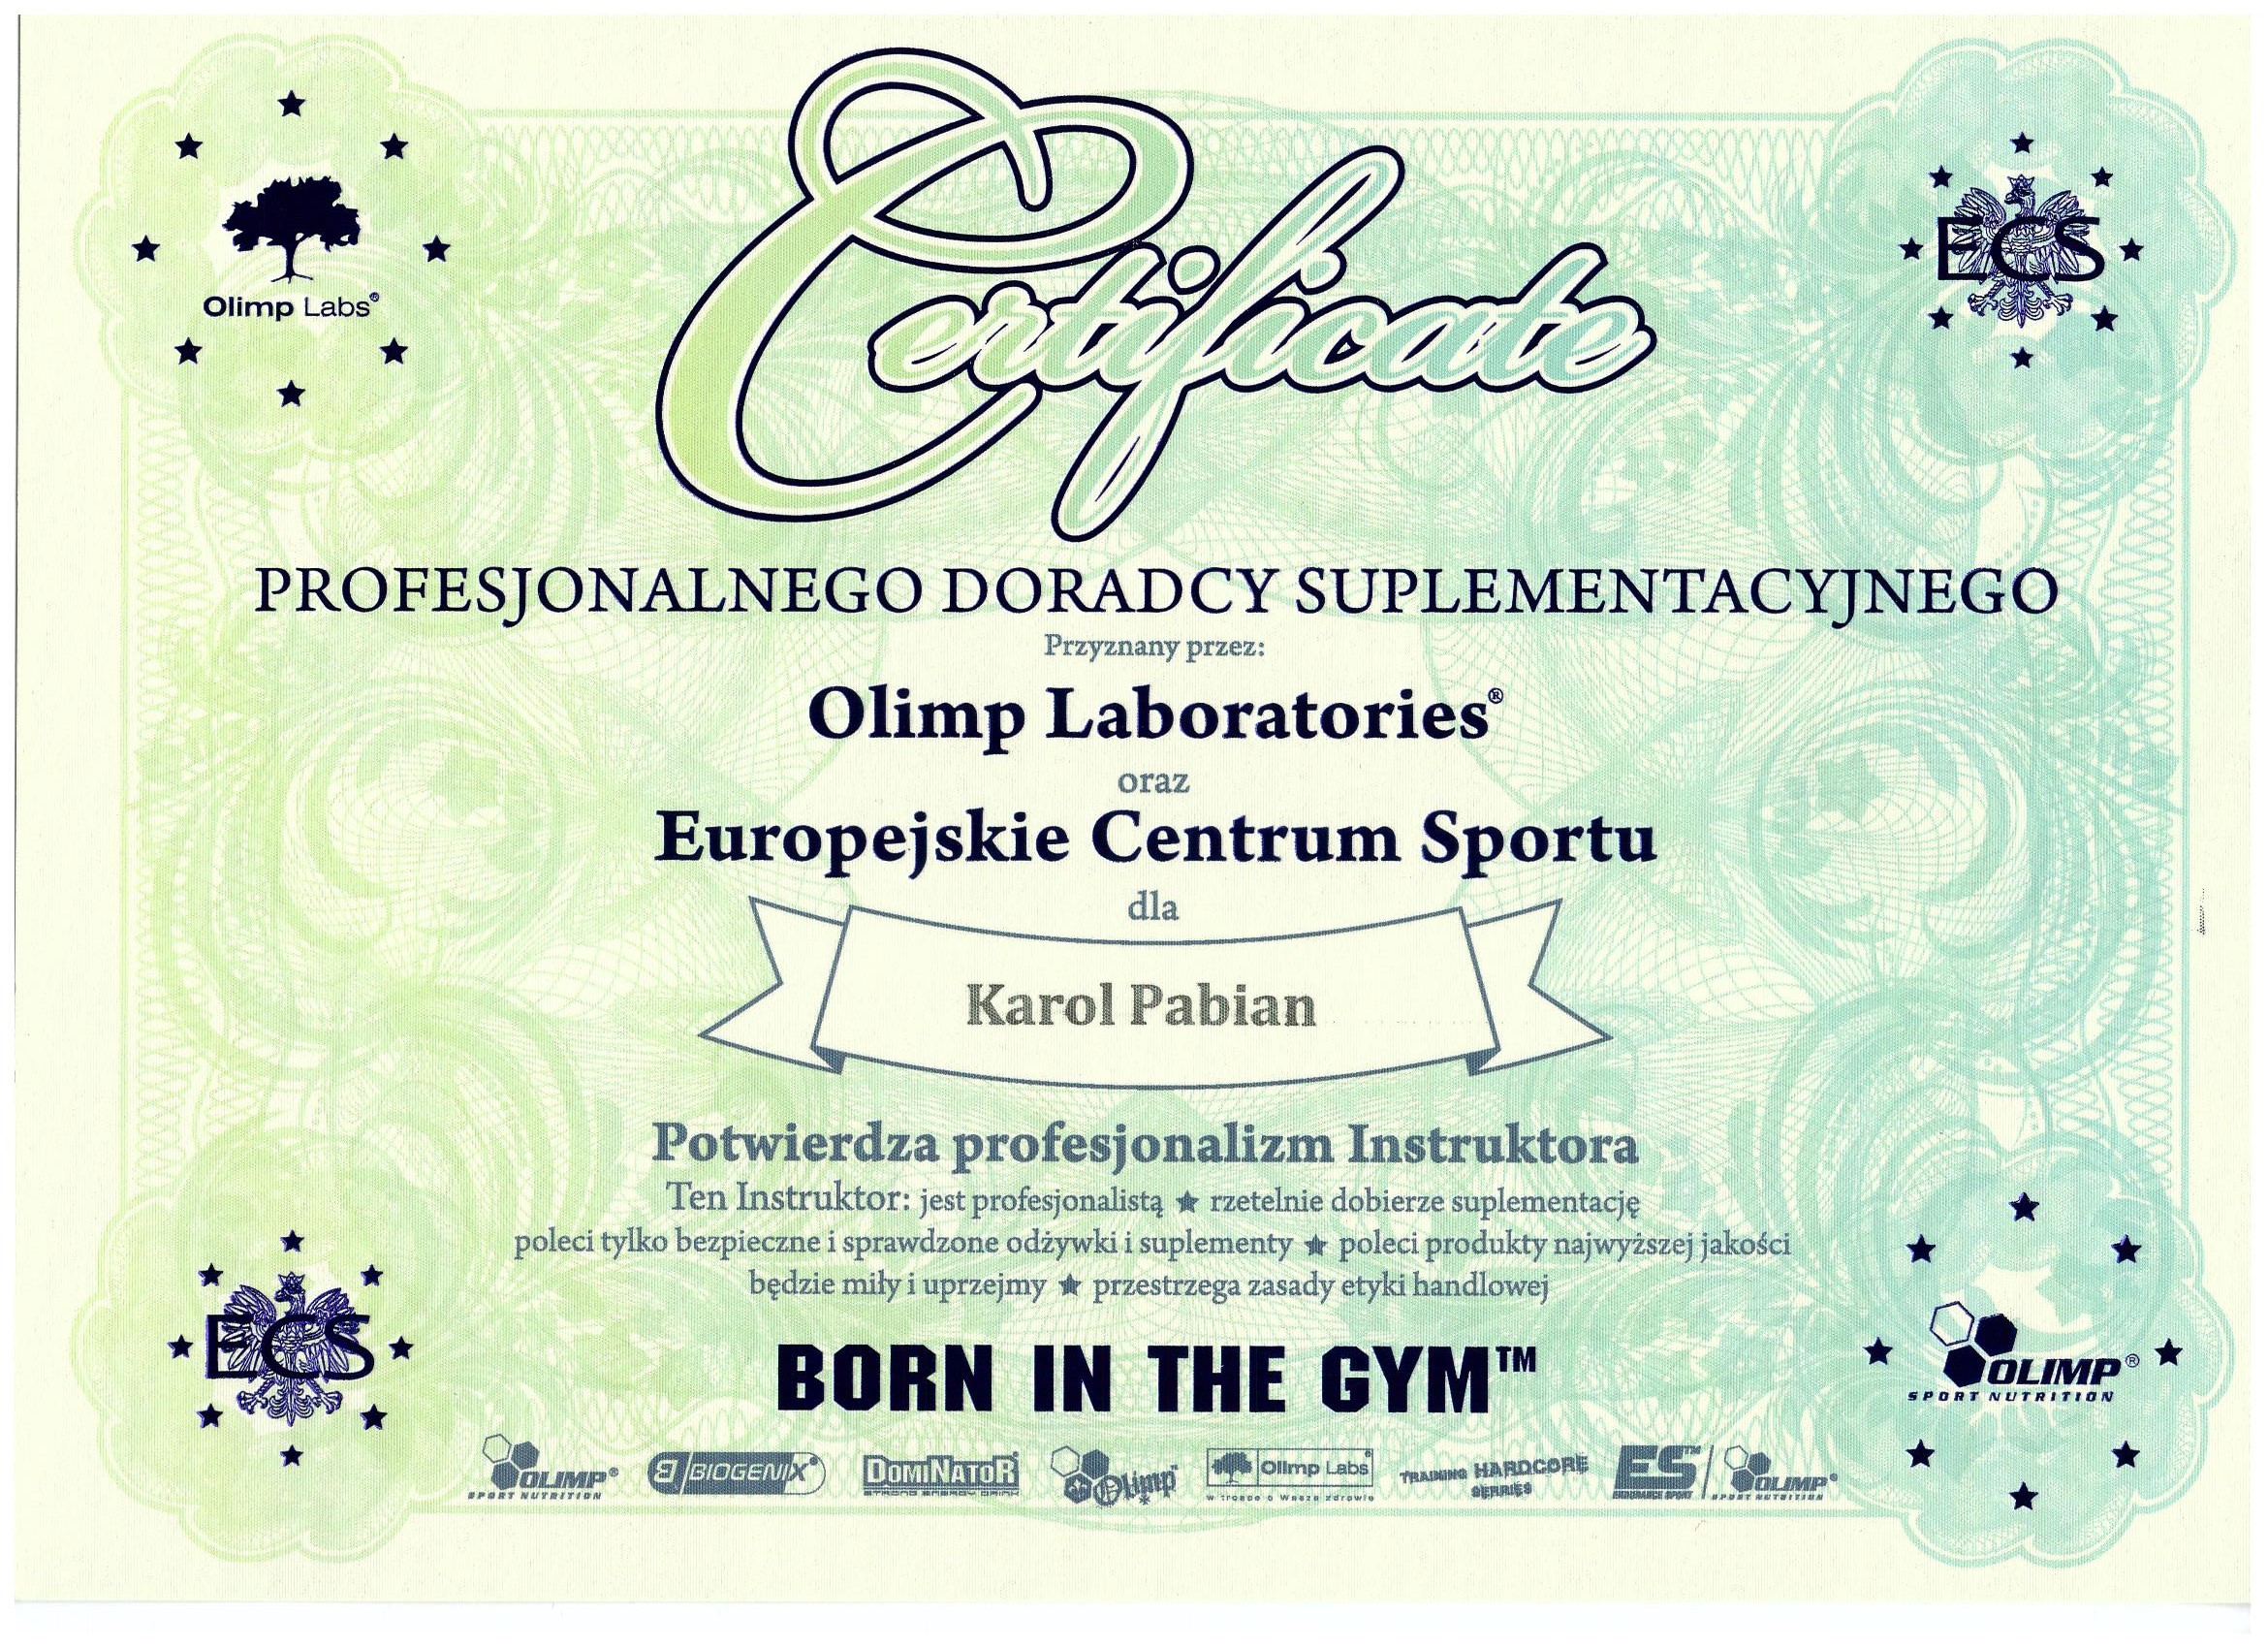 Certificate
Olimp Labs®
ECS
PROFESJONALNEGO DORADCY SUPLEMENTACYJNEGO
Przyznany przez:
Olimp Laboratories®
oraz
Europejskie Centrum Sportu
dla
Karol Pabian
Potwierdza profesjonalizm Instruktora
Ten Instruktor: jest profesjonalistą ★ rzetelnie dobierze suplementację
poleci tylko bezpieczne i sprawdzone odżywki i suplementy ★ poleci produkty najwyższej jakości
będzie miły i uprzejmy ★ przestrzega zasady etyki handlowej
ECS
OLIMP®
SPORT NUTRITION
BORN IN THE GYM™
OLIMP®
SPORT NUTRITION
BIOGENIX®
DOMINATOR®
STRONG ENERGY DRINK
Olimp
Olimp Labs®
w trosce o Wasze zdrowie
TRAINING HARDCORE
SERRIES
ES™
ENDURANCE SPORT
OLIMP®
SPORT NUTRITION